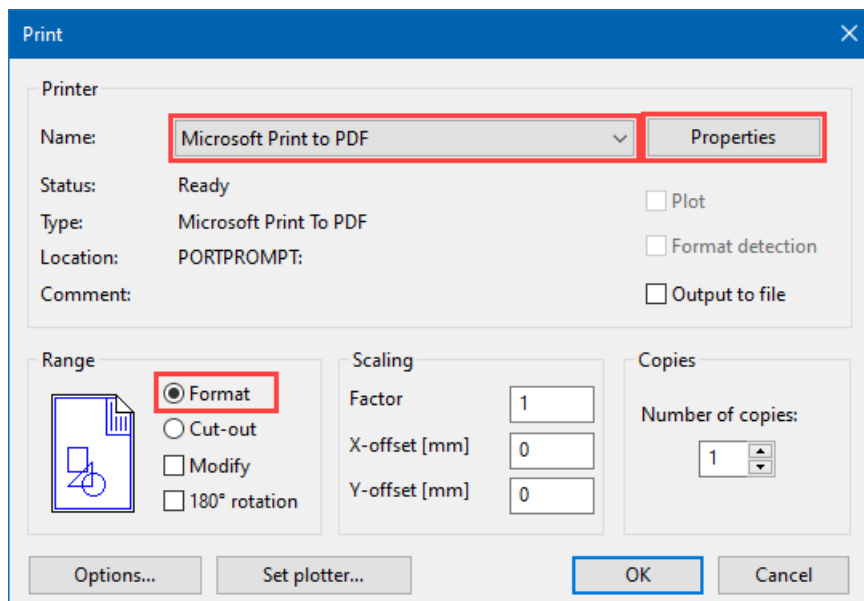 Print
Printer
Name: Microsoft Print to PDF Properties
Status: Ready
Plot
Type: Microsoft Print To PDF
Format detection
Location: PORTPROMPT:
Comment:
Output to file
Range
Format
Cut-out
Modify
180° rotation
Scaling
Factor 1
X-offset [mm] 0
Y-offset [mm] 0
Copies
Number of copies:
1
Options... Set plotter... OK Cancel